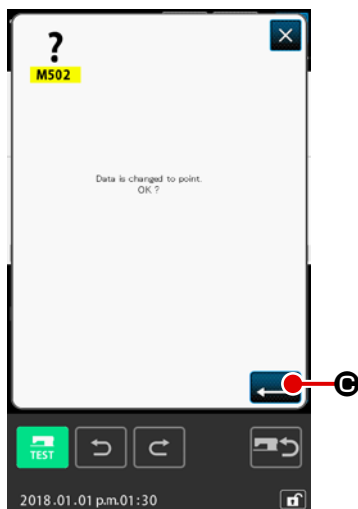 ?
M502
Data is changed to point.
OK ?
C
TEST
2018.01.01 p.m.01:30